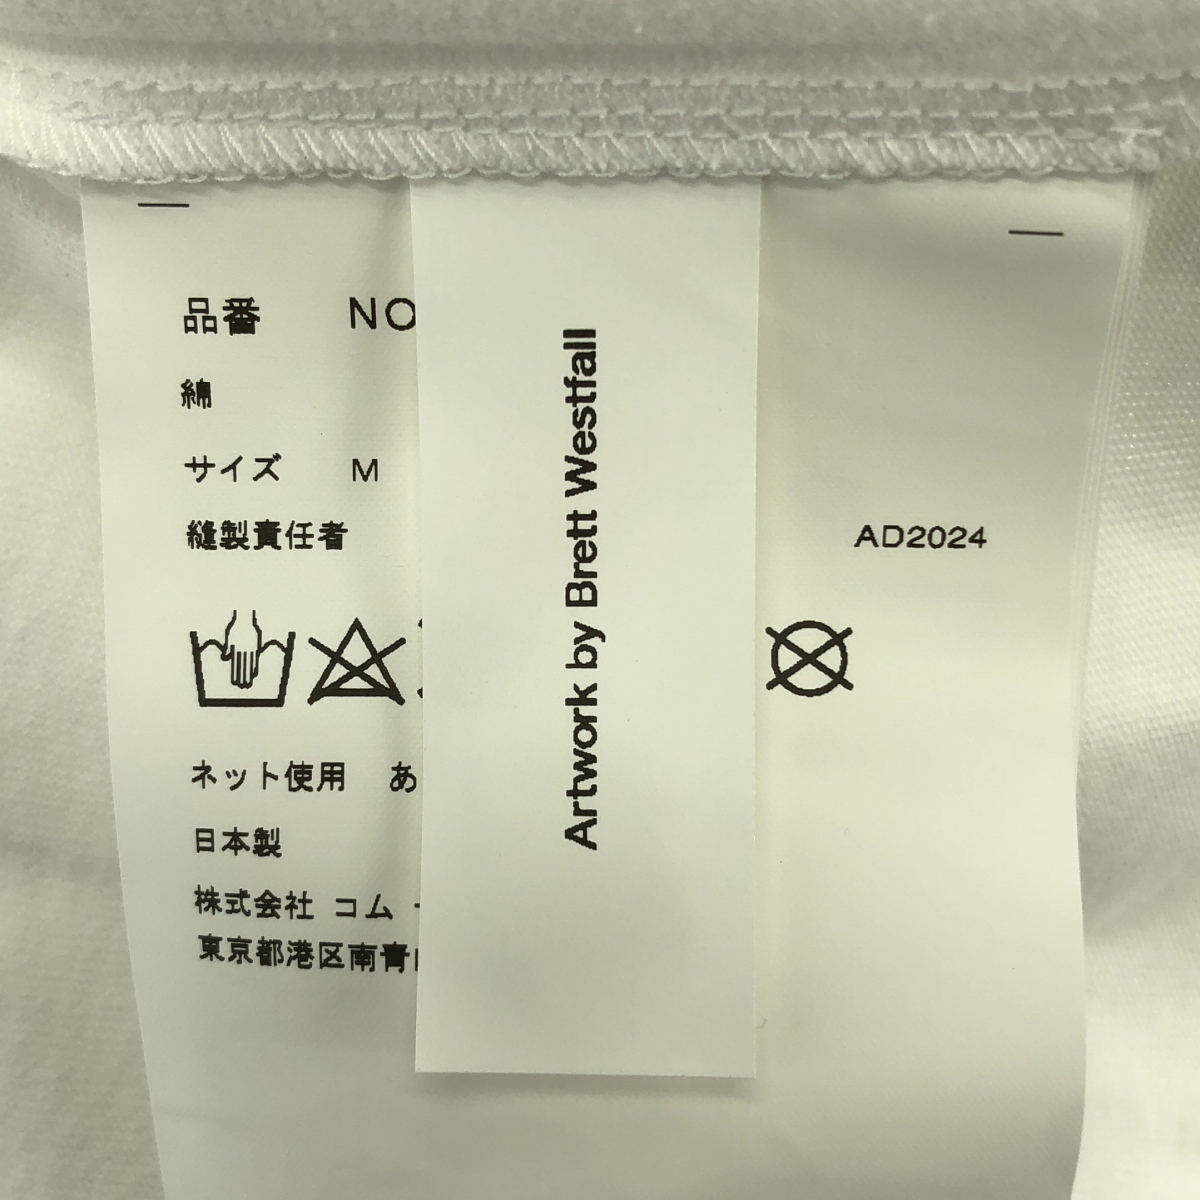 品番 NO
綿
サイズ M
縫製責任者
AD2024
ネット使用 あ
日本製
株式会社 コム
東京都港区南青
Artwork by Brett Westfall